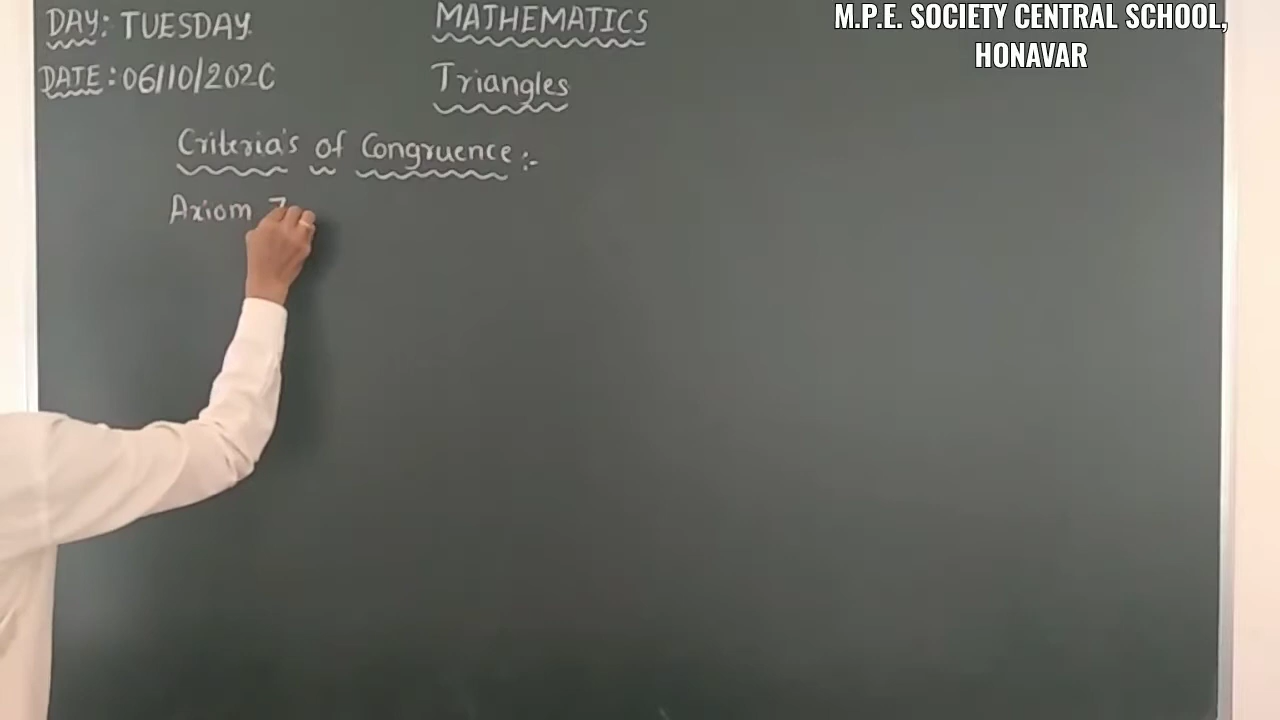 DAY: TUESDAY
DATE: 06/10/2020
MATHEMATICS
Triangles
M.P.E. SOCIETY CENTRAL SCHOOL,
HONAVAR
Criteria's of Congruence :-
Axiom 7